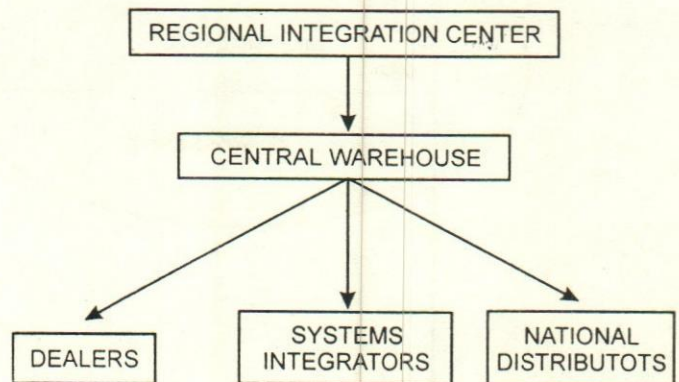 REGIONAL INTEGRATION CENTER
CENTRAL WAREHOUSE
DEALERS
SYSTEMS
INTEGRATORS
NATIONAL
DISTRIBUTOTS